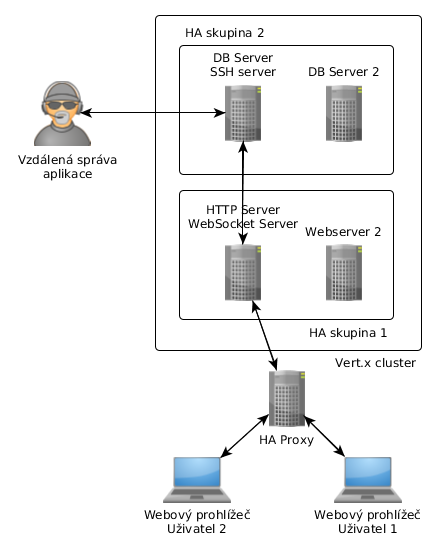 HA skupina 2
DB Server
SSH server
DB Server 2
Vzdálená správa
aplikace
HTTP Server
WebSocket Server
Webserver 2
HA skupina 1
Vert.x cluster
HA Proxy
Webový prohlížeč
Uživatel 2
Webový prohlížeč
Uživatel 1